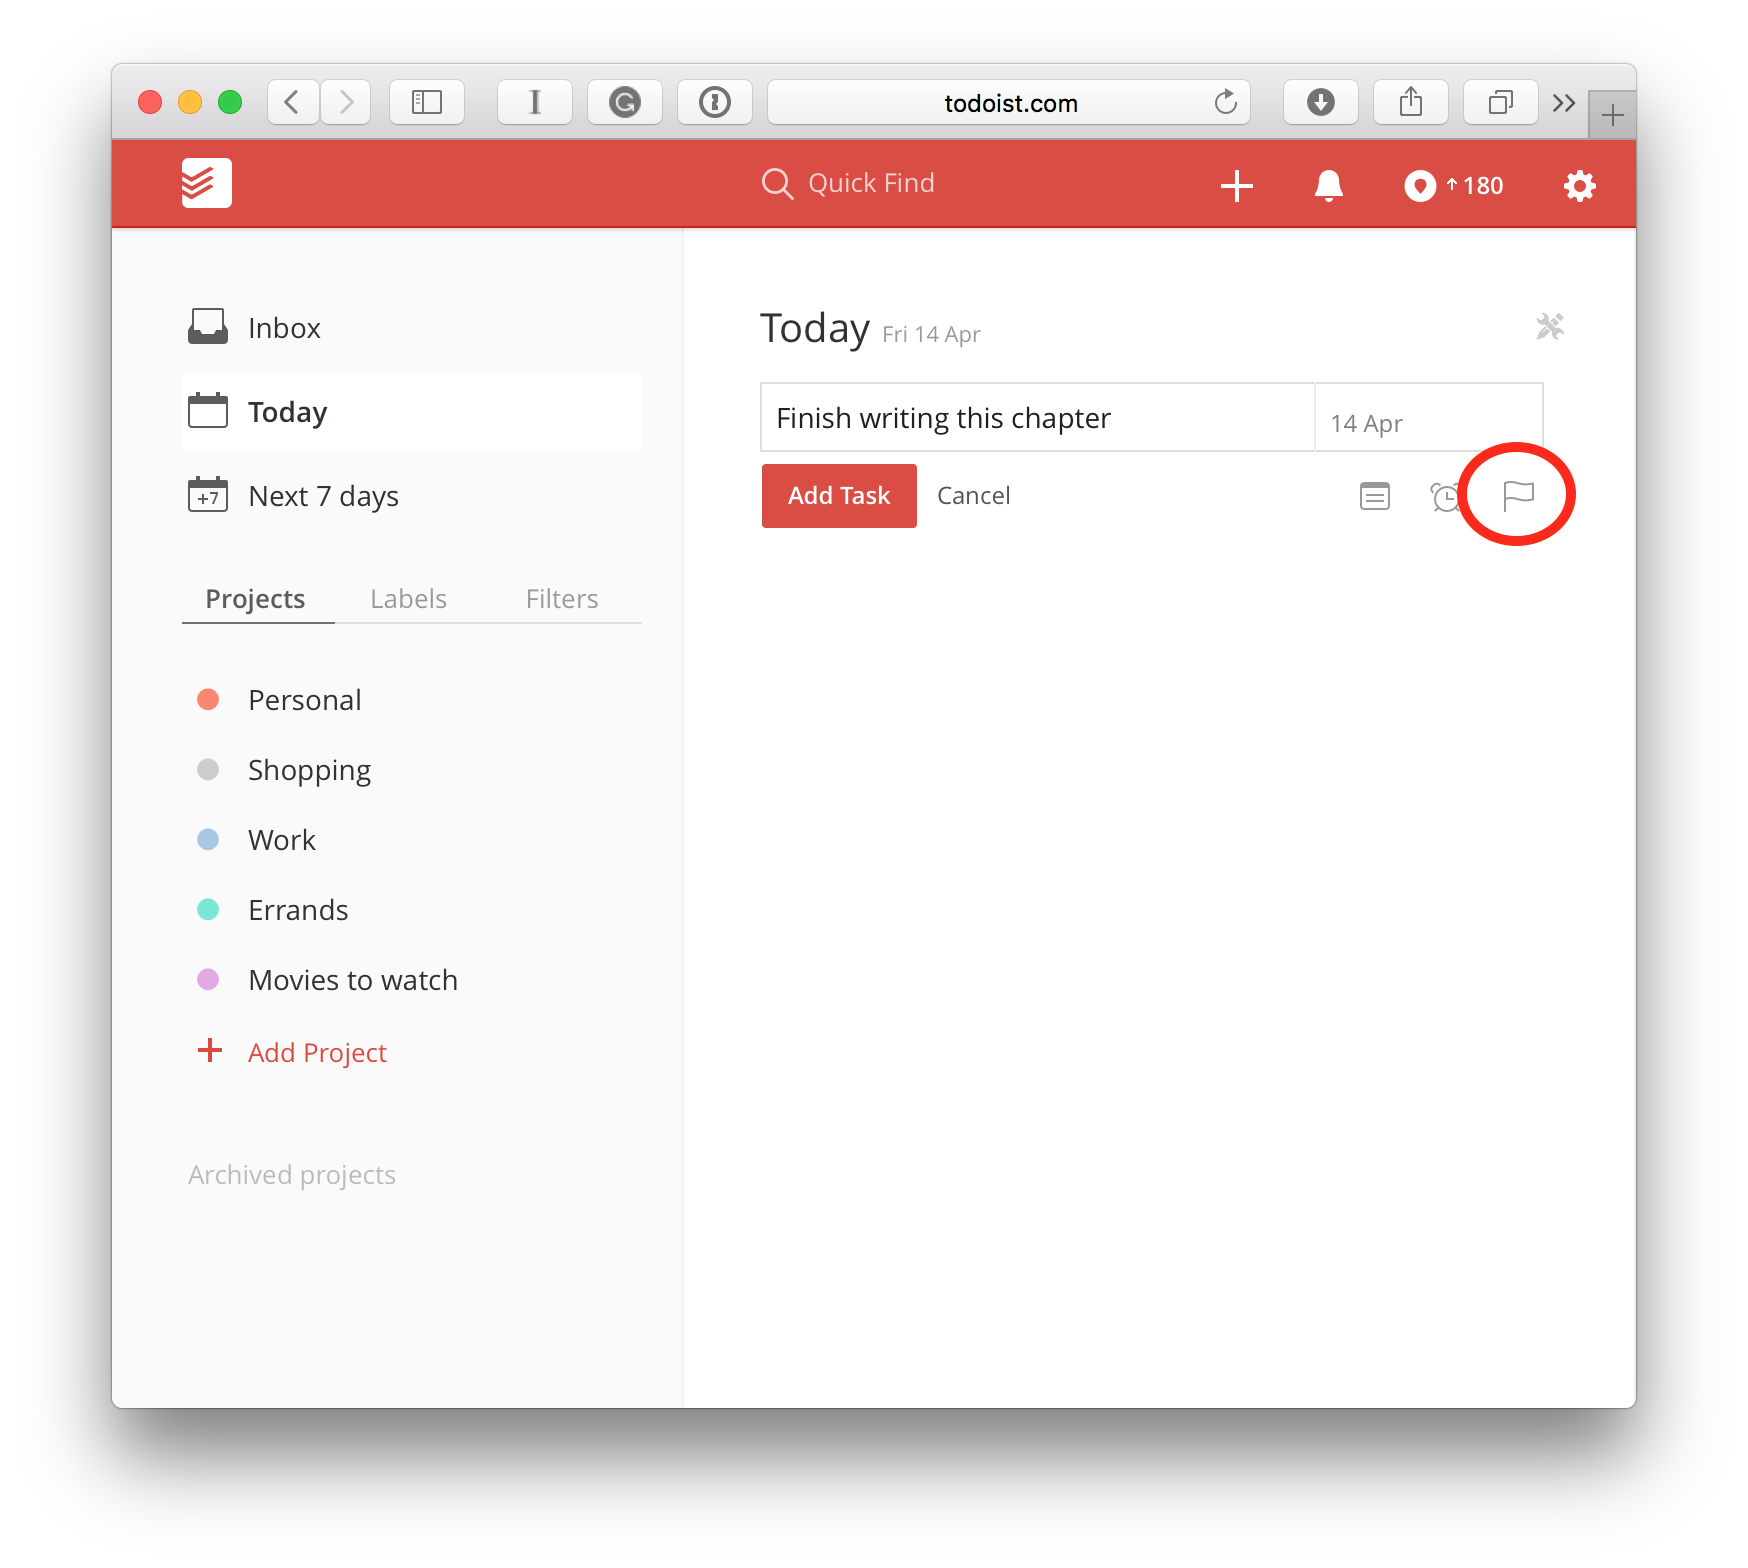 todoist.com
Quick Find
180
Inbox
Today
+7
Next 7 days
Projects Labels Filters
Personal
Shopping
Work
Errands
Movies to watch
Add Project
Archived projects
Today Fri 14 Apr
Finish writing this chapter 14 Apr
Add Task Cancel